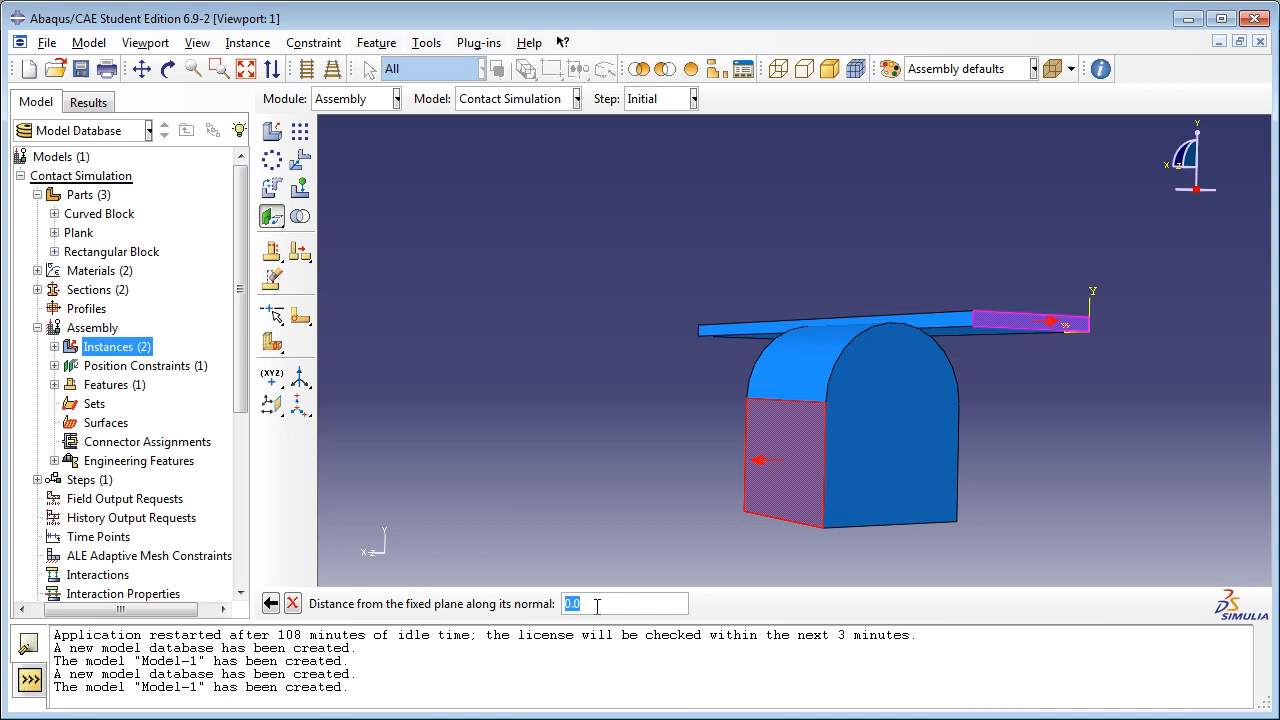 Abaqus/CAE Student Edition 6.9-2 [Viewport: 1]
File Model Viewport View Instance Constraint Feature Tools Plug-ins Help
All Assembly defaults
Model Results
Module: Assembly Model: Contact Simulation Step: Initial
Model Database
Models (1)
Contact Simulation
Parts (3)
Curved Block
Plank
Rectangular Block
Materials (2)
Sections (2)
Profiles
Assembly
Instances (2)
Position Constraints (1)
Features (1)
Sets
Surfaces
Connector Assignments
Engineering Features
Steps (1)
Field Output Requests
History Output Requests
Time Points
ALE Adaptive Mesh Constraints
Interactions
Interaction Properties
(XYZ)
Y
X Z
Y
Y
X Z
Distance from the fixed plane along its normal: 0.0
SIMULIA
Application restarted after 108 minutes of idle time; the license will be checked within the next 3 minutes.
A new model database has been created.
The model "Model-1" has been created.
A new model database has been created.
The model "Model-1" has been created.
>>>